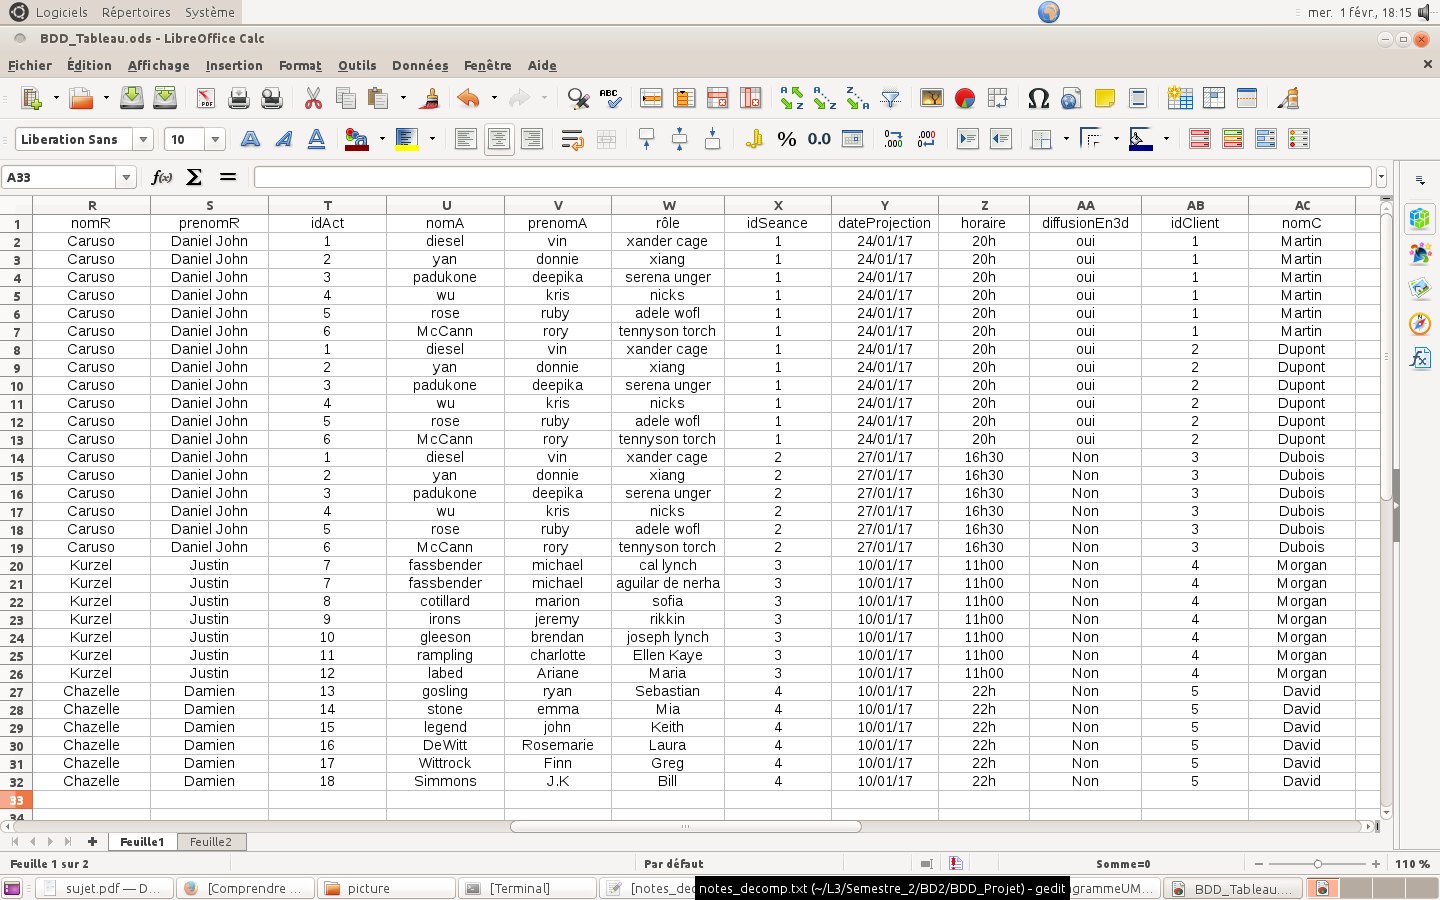 Logiciels Répertoires Système mer. 1 févr, 18:15
BDD_Tableau.ods - LibreOffice Calc
Fichier Édition Affichage Insertion Format Outils Données Fenêtre Aide
Liberation Sans 10
A33
R S T U V W X Y Z AA AB AC
1 nomR prenomR idAct nomA prenomA rôle idSeance dateProjection horaire diffusionEn3d idClient nomC
2 Caruso Daniel John 1 diesel vin xander cage 1 24/01/17 20h oui 1 Martin
3 Caruso Daniel John 2 yan donnie xiang 1 24/01/17 20h oui 1 Martin
4 Caruso Daniel John 3 padukone deepika serena unger 1 24/01/17 20h oui 1 Martin
5 Caruso Daniel John 4 wu kris nicks 1 24/01/17 20h oui 1 Martin
6 Caruso Daniel John 5 rose ruby adele wofl 1 24/01/17 20h oui 1 Martin
7 Caruso Daniel John 6 McCann rory tennyson torch 1 24/01/17 20h oui 1 Martin
8 Caruso Daniel John 1 diesel vin xander cage 1 24/01/17 20h oui 2 Dupont
9 Caruso Daniel John 2 yan donnie xiang 1 24/01/17 20h oui 2 Dupont
10 Caruso Daniel John 3 padukone deepika serena unger 1 24/01/17 20h oui 2 Dupont
11 Caruso Daniel John 4 wu kris nicks 1 24/01/17 20h oui 2 Dupont
12 Caruso Daniel John 5 rose ruby adele wofl 1 24/01/17 20h oui 2 Dupont
13 Caruso Daniel John 6 McCann rory tennyson torch 1 24/01/17 20h oui 2 Dupont
14 Caruso Daniel John 1 diesel vin xander cage 2 27/01/17 16h30 Non 3 Dubois
15 Caruso Daniel John 2 yan donnie xiang 2 27/01/17 16h30 Non 3 Dubois
16 Caruso Daniel John 3 padukone deepika serena unger 2 27/01/17 16h30 Non 3 Dubois
17 Caruso Daniel John 4 wu kris nicks 2 27/01/17 16h30 Non 3 Dubois
18 Caruso Daniel John 5 rose ruby adele wofl 2 27/01/17 16h30 Non 3 Dubois
19 Caruso Daniel John 6 McCann rory tennyson torch 2 27/01/17 16h30 Non 3 Dubois
20 Kurzel Justin 7 fassbender michael cal lynch 3 10/01/17 11h00 Non 4 Morgan
21 Kurzel Justin 7 fassbender michael aguilar de nerha 3 10/01/17 11h00 Non 4 Morgan
22 Kurzel Justin 8 cotillard marion sofia 3 10/01/17 11h00 Non 4 Morgan
23 Kurzel Justin 9 irons jeremy rikkin 3 10/01/17 11h00 Non 4 Morgan
24 Kurzel Justin 10 gleeson brendan joseph lynch 3 10/01/17 11h00 Non 4 Morgan
25 Kurzel Justin 11 rampling charlotte Ellen Kaye 3 10/01/17 11h00 Non 4 Morgan
26 Kurzel Justin 12 labed Ariane Maria 3 10/01/17 11h00 Non 4 Morgan
27 Chazelle Damien 13 gosling ryan Sebastian 4 10/01/17 22h Non 5 David
28 Chazelle Damien 14 stone emma Mia 4 10/01/17 22h Non 5 David
29 Chazelle Damien 15 legend john Keith 4 10/01/17 22h Non 5 David
30 Chazelle Damien 16 DeWitt Rosemarie Laura 4 10/01/17 22h Non 5 David
31 Chazelle Damien 17 Wittrock Finn Greg 4 10/01/17 22h Non 5 David
32 Chazelle Damien 18 Simmons J.K Bill 4 10/01/17 22h Non 5 David
33
34
Feuille1 Feuille2
Feuille 1 sur 2 Par défaut Somme=0 110 %
sujet.pdf — D... [Comprendre ... picture [Terminal] [notes_dec notes_decomp.txt (~/L3/Semestre_2/BD2/BDD_Projet) - gedit grammeUM... BDD_Tableau....